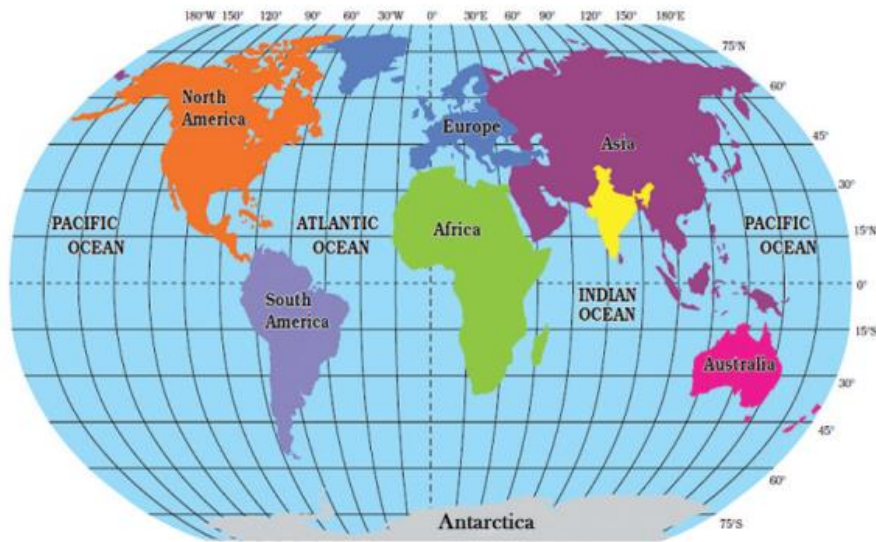 180°W 150° 120° 90° 60° 30°W 0° 30°E 60° 90° 120° 150° 180°E
75°N
60°
North
America
Europe
45°
Asia
30°
PACIFIC
OCEAN
ATLANTIC
OCEAN
Africa
PACIFIC
OCEAN
15°N
0°
South
America
INDIAN
OCEAN
15°S
Australia
30°
45°
60°
Antarctica
75°S